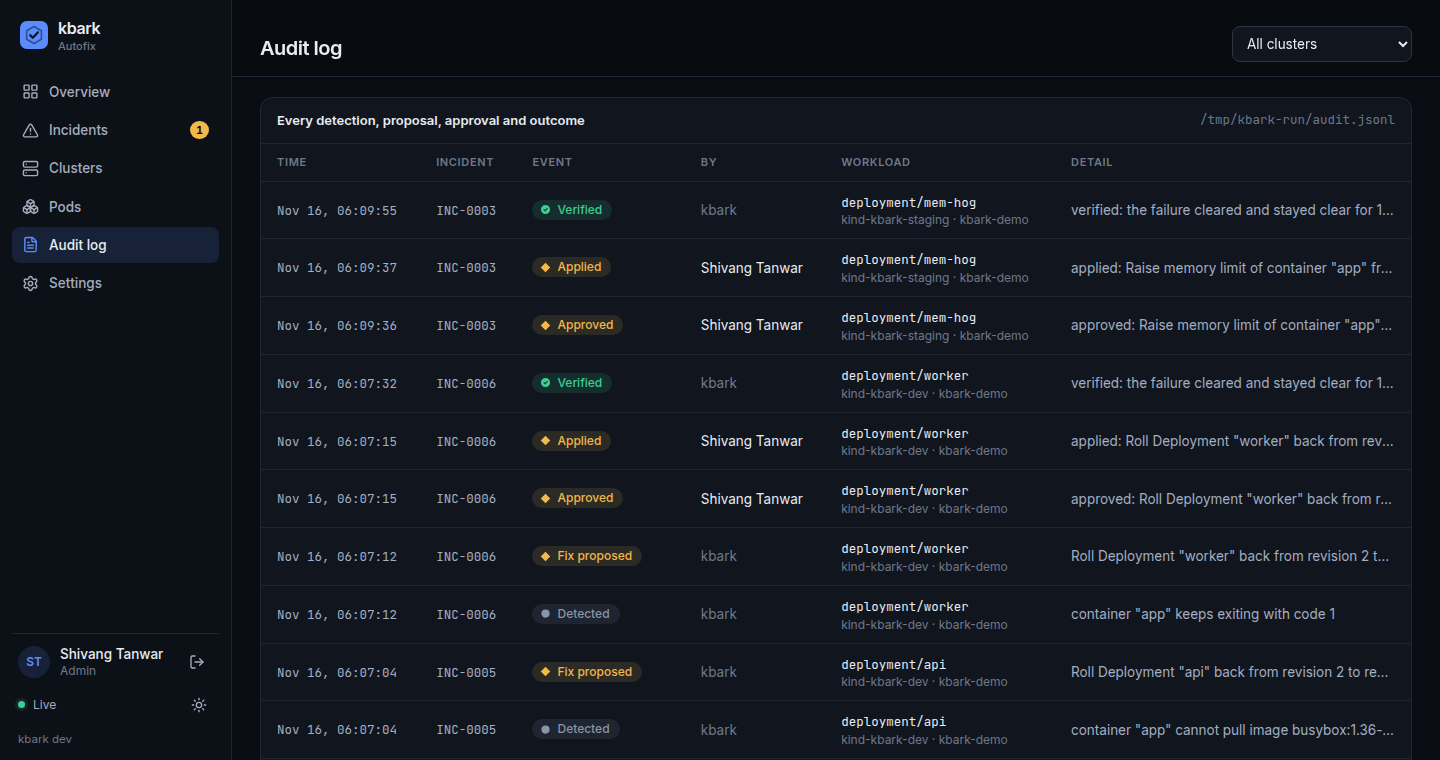 kbark
Autofix
Overview
Incidents 1
Clusters
Pods
Audit log
Settings
Shivang Tanwar
ST
Admin
Live
kbark dev
Audit log
All clusters
Every detection, proposal, approval and outcome /tmp/kbark-run/audit.jsonl
TIME INCIDENT EVENT BY WORKLOAD DETAIL
Nov 16, 06:09:55 INC-0003 Verified kbark deployment/mem-hog verified: the failure cleared and stayed clear for 1...
kind-kbark-staging · kbark-demo
Nov 16, 06:09:37 INC-0003 Applied Shivang Tanwar deployment/mem-hog applied: Raise memory limit of container "app" fr...
kind-kbark-staging · kbark-demo
Nov 16, 06:09:36 INC-0003 Approved Shivang Tanwar deployment/mem-hog approved: Raise memory limit of container "app"...
kind-kbark-staging · kbark-demo
Nov 16, 06:07:32 INC-0006 Verified kbark deployment/worker verified: the failure cleared and stayed clear for 1...
kind-kbark-dev · kbark-demo
Nov 16, 06:07:15 INC-0006 Applied Shivang Tanwar deployment/worker applied: Roll Deployment "worker" back from rev...
kind-kbark-dev · kbark-demo
Nov 16, 06:07:15 INC-0006 Approved Shivang Tanwar deployment/worker approved: Roll Deployment "worker" back from r...
kind-kbark-dev · kbark-demo
Nov 16, 06:07:12 INC-0006 Fix proposed kbark deployment/worker Roll Deployment "worker" back from revision 2 t...
kind-kbark-dev · kbark-demo
Nov 16, 06:07:12 INC-0006 Detected kbark deployment/worker container "app" keeps exiting with code 1
kind-kbark-dev · kbark-demo
Nov 16, 06:07:04 INC-0005 Fix proposed kbark deployment/api Roll Deployment "api" back from revision 2 to re...
kind-kbark-dev · kbark-demo
Nov 16, 06:07:04 INC-0005 Detected kbark deployment/api container "app" cannot pull image busybox:1.36-...
kind-kbark-dev · kbark-demo